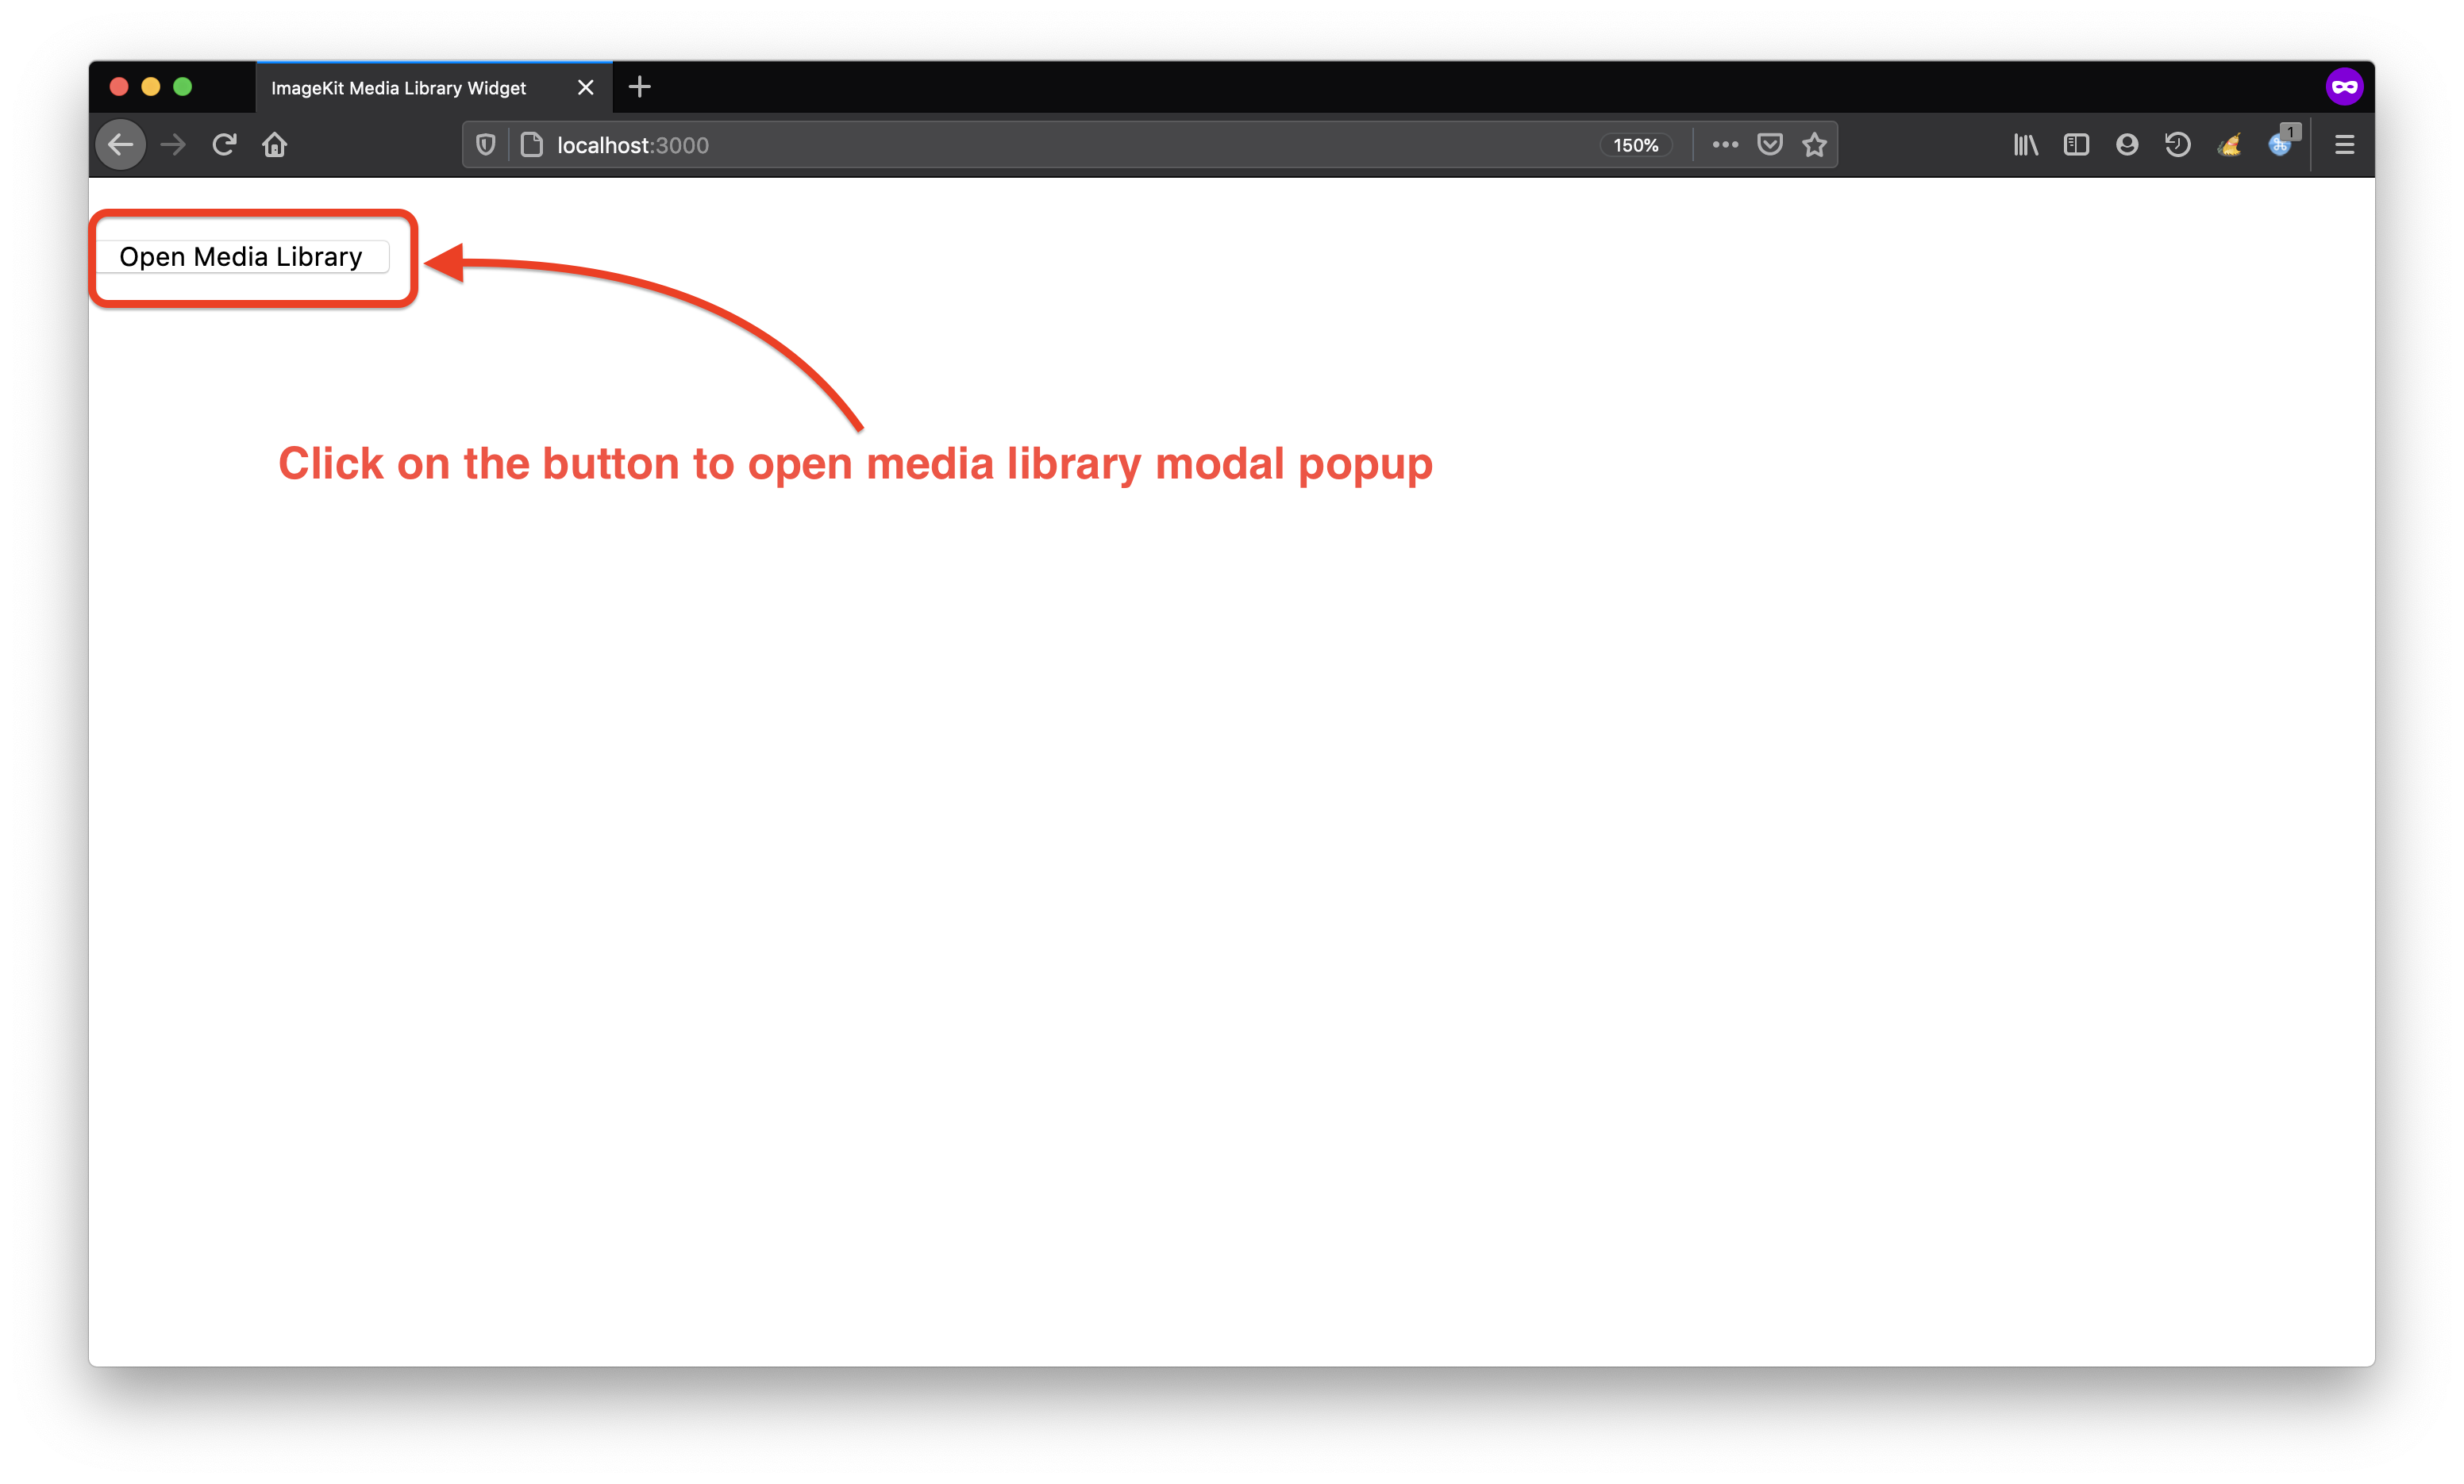 ImageKit Media Library Widget
localhost:3000
150%
1
Open Media Library
Click on the button to open media library modal popup